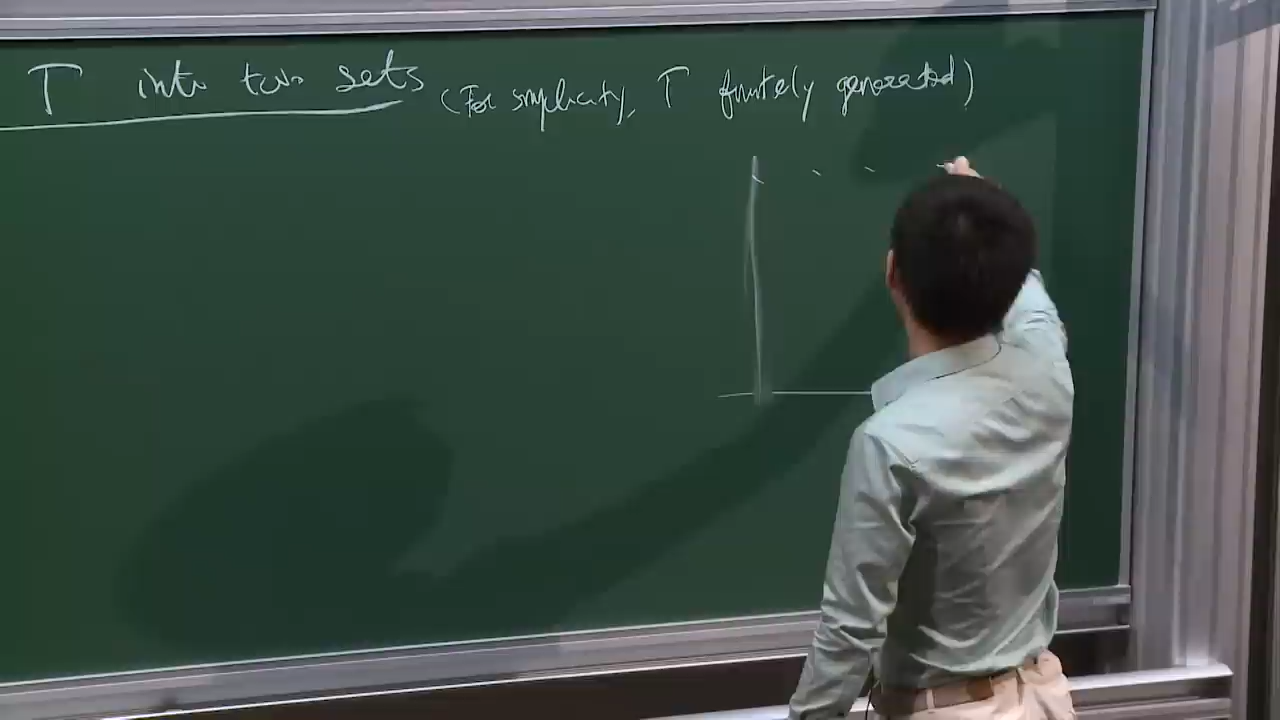 T into two sets (For simplicity, T finitely generated)